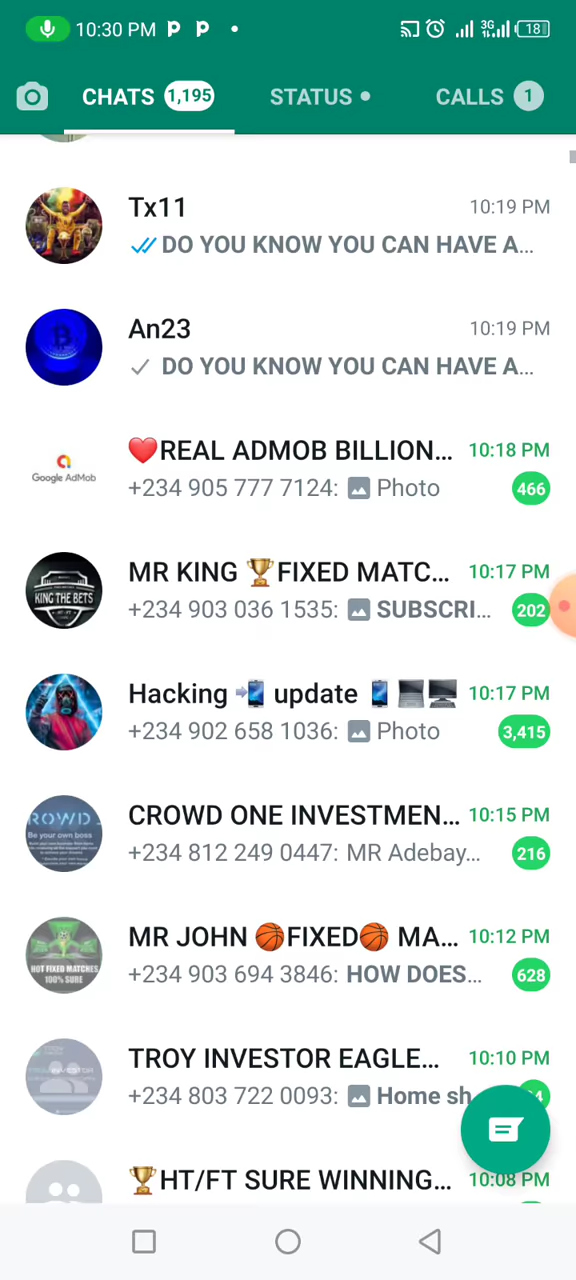 10:30 PM
3G
18
CHATS 1,195
STATUS
CALLS 1
Tx11 10:19 PM
DO YOU KNOW YOU CAN HAVE A...
An23 10:19 PM
DO YOU KNOW YOU CAN HAVE A...
Google AdMob
❤️REAL ADMOB BILLION... 10:18 PM
+234 905 777 7124: Photo 466
KING THE BETS
MR KING 🏆FIXED MATC... 10:17 PM
+234 903 036 1535: SUBSCRI... 202
Hacking 📲 update 📱 💻🖥️ 10:17 PM
+234 902 658 1036: Photo 3,415
Be your own boss
CROWD ONE INVESTMEN... 10:15 PM
+234 812 249 0447: MR Adebay... 216
HOT FIXED MATCHES
100% SURE
MR JOHN 🏀FIXED🏀 MA... 10:12 PM
+234 903 694 3846: HOW DOES... 628
TROY INVESTOR EAGLE... 10:10 PM
+234 803 722 0093: Home sh
🏆HT/FT SURE WINNING... 10:08 PM